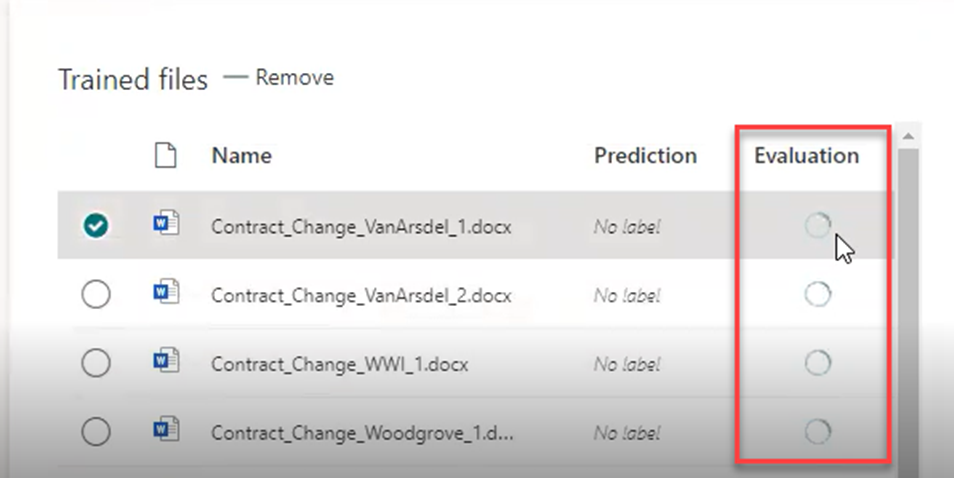 Trained files — Remove
Name Prediction Evaluation
Contract_Change_VanArsdel_1.docx No label
Contract_Change_VanArsdel_2.docx No label
Contract_Change_WWI_1.docx No label
Contract_Change_Woodgrove_1.d... No label